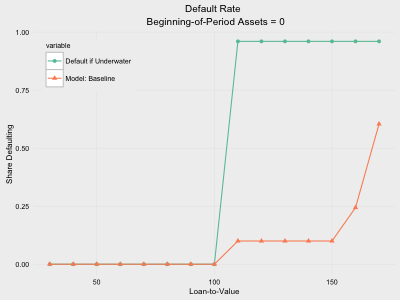 Default Rate
Beginning-of-Period Assets = 0
1.00
variable
Default if Underwater
Model: Baseline
0.75
Share Defaulting
0.50
0.25
0.00
50
100
150
Loan-to-Value